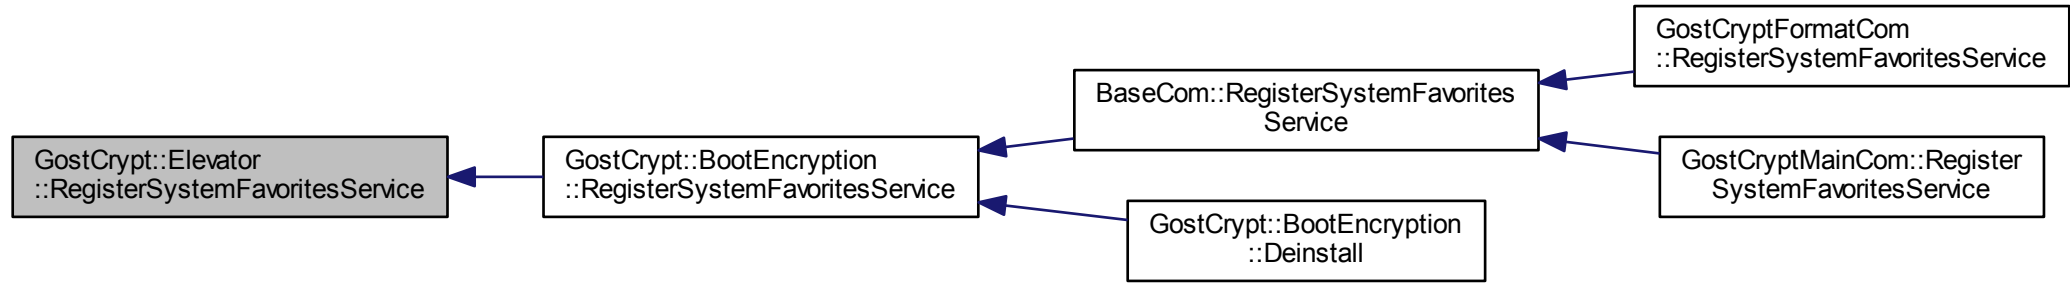 GostCrypt::Elevator
::RegisterSystemFavoritesService
GostCrypt::BootEncryption
::RegisterSystemFavoritesService
BaseCom::RegisterSystemFavorites
Service
GostCryptFormatCom
::RegisterSystemFavoritesService
GostCryptMainCom::Register
SystemFavoritesService
GostCrypt::BootEncryption
::Deinstall